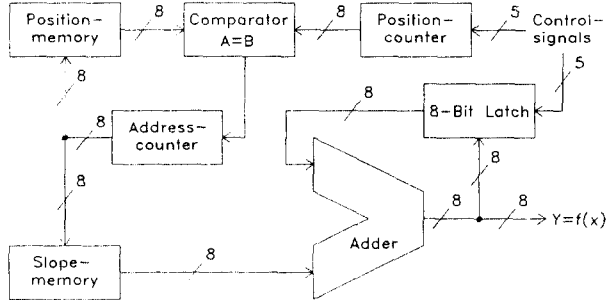 Position-
memory
8
Comparator
A=B
8
Position-
counter
5
Control-
signals
8
5
8
8
8-Bit Latch
Address-
counter
8
8
8
8
Y=f(x)
Adder
Slope-
memory
8